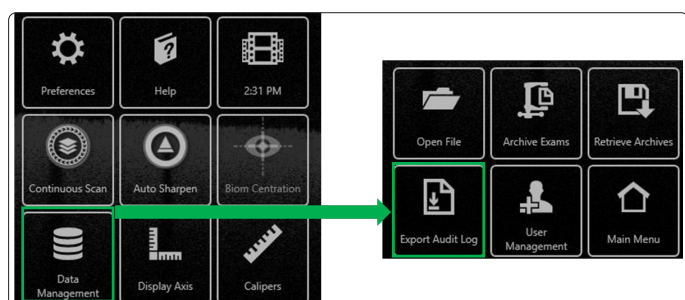 Preferences
Help
2:31 PM
Continuous Scan
Auto Sharpen
Biom Centration
Data
Management
Display Axis
Calipers
Open File
Archive Exams
Retrieve Archives
Export Audit Log
User
Management
Main Menu